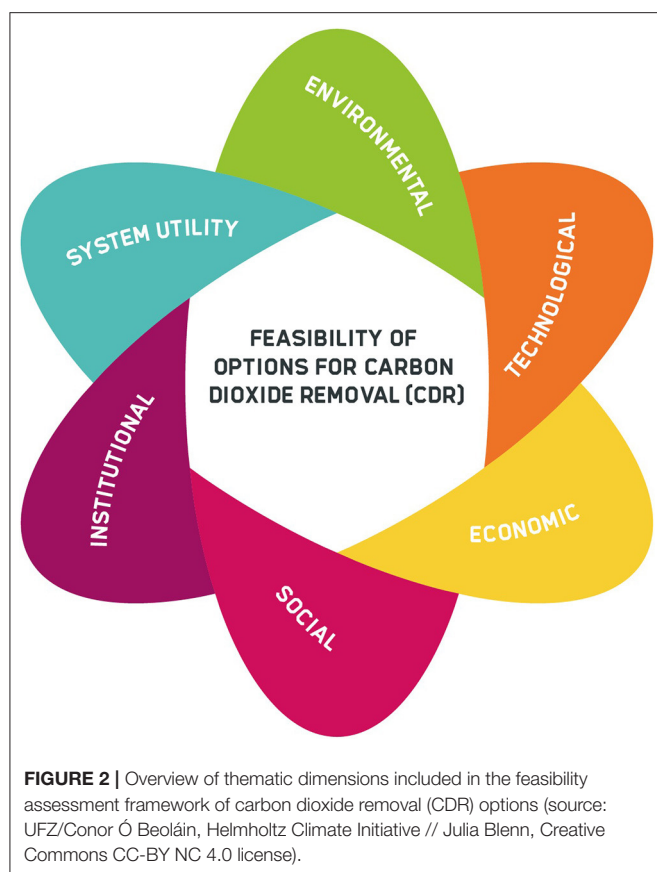 ENVIRONMENTAL
TECHNOLOGICAL
ECONOMIC
SOCIAL
INSTITUTIONAL
SYSTEM UTILITY
FEASIBILITY OF
OPTIONS FOR CARBON
DIOXIDE REMOVAL (CDR)
FIGURE 2 | Overview of thematic dimensions included in the feasibility
assessment framework of carbon dioxide removal (CDR) options (source:
UFZ/Conor Ó Beoláin, Helmholtz Climate Initiative // Julia Blenn, Creative
Commons CC-BY NC 4.0 license).